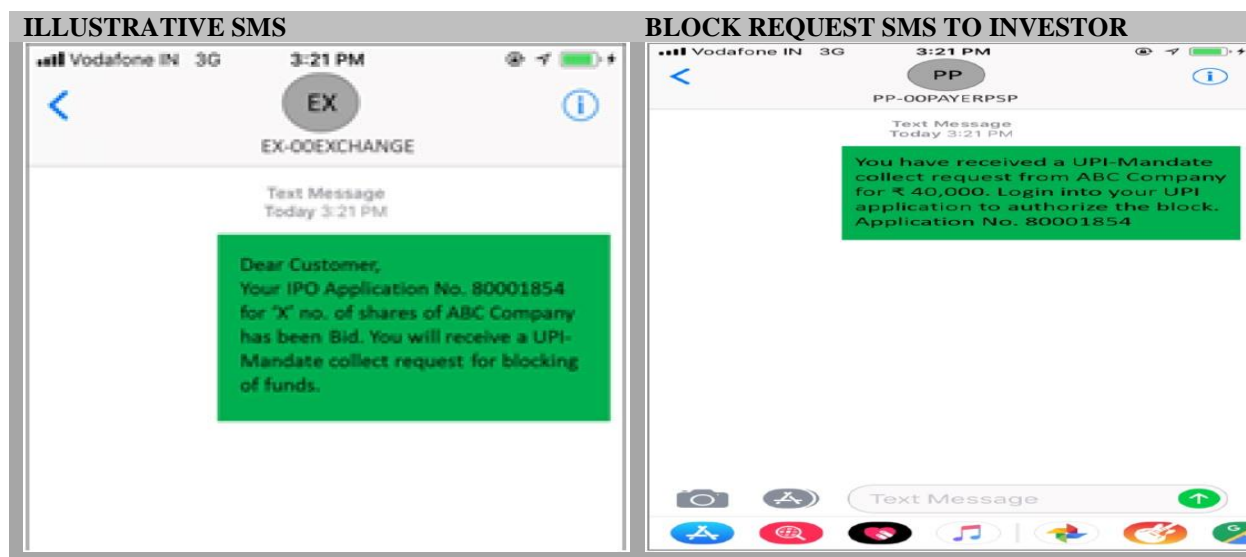 ILLUSTRATIVE SMS
Vodafone IN 3G 3:21 PM
EX
EX-OOEXCHANGE
Text Message
Today 3:21 PM
Dear Customer,
Your IPO Application No. 80001854
for 'X' no. of shares of ABC Company
has been Bid. You will receive a UPI-
Mandate collect request for blocking
of funds.
BLOCK REQUEST SMS TO INVESTOR
Vodafone IN 3G 3:21 PM
PP
PP-OOPAYERPSP
Text Message
Today 3:21 PM
You have received a UPI-Mandate
collect request from ABC Company
for ₹ 40,000. Login into your UPI
application to authorize the block.
Application No. 80001854
Text Message
G